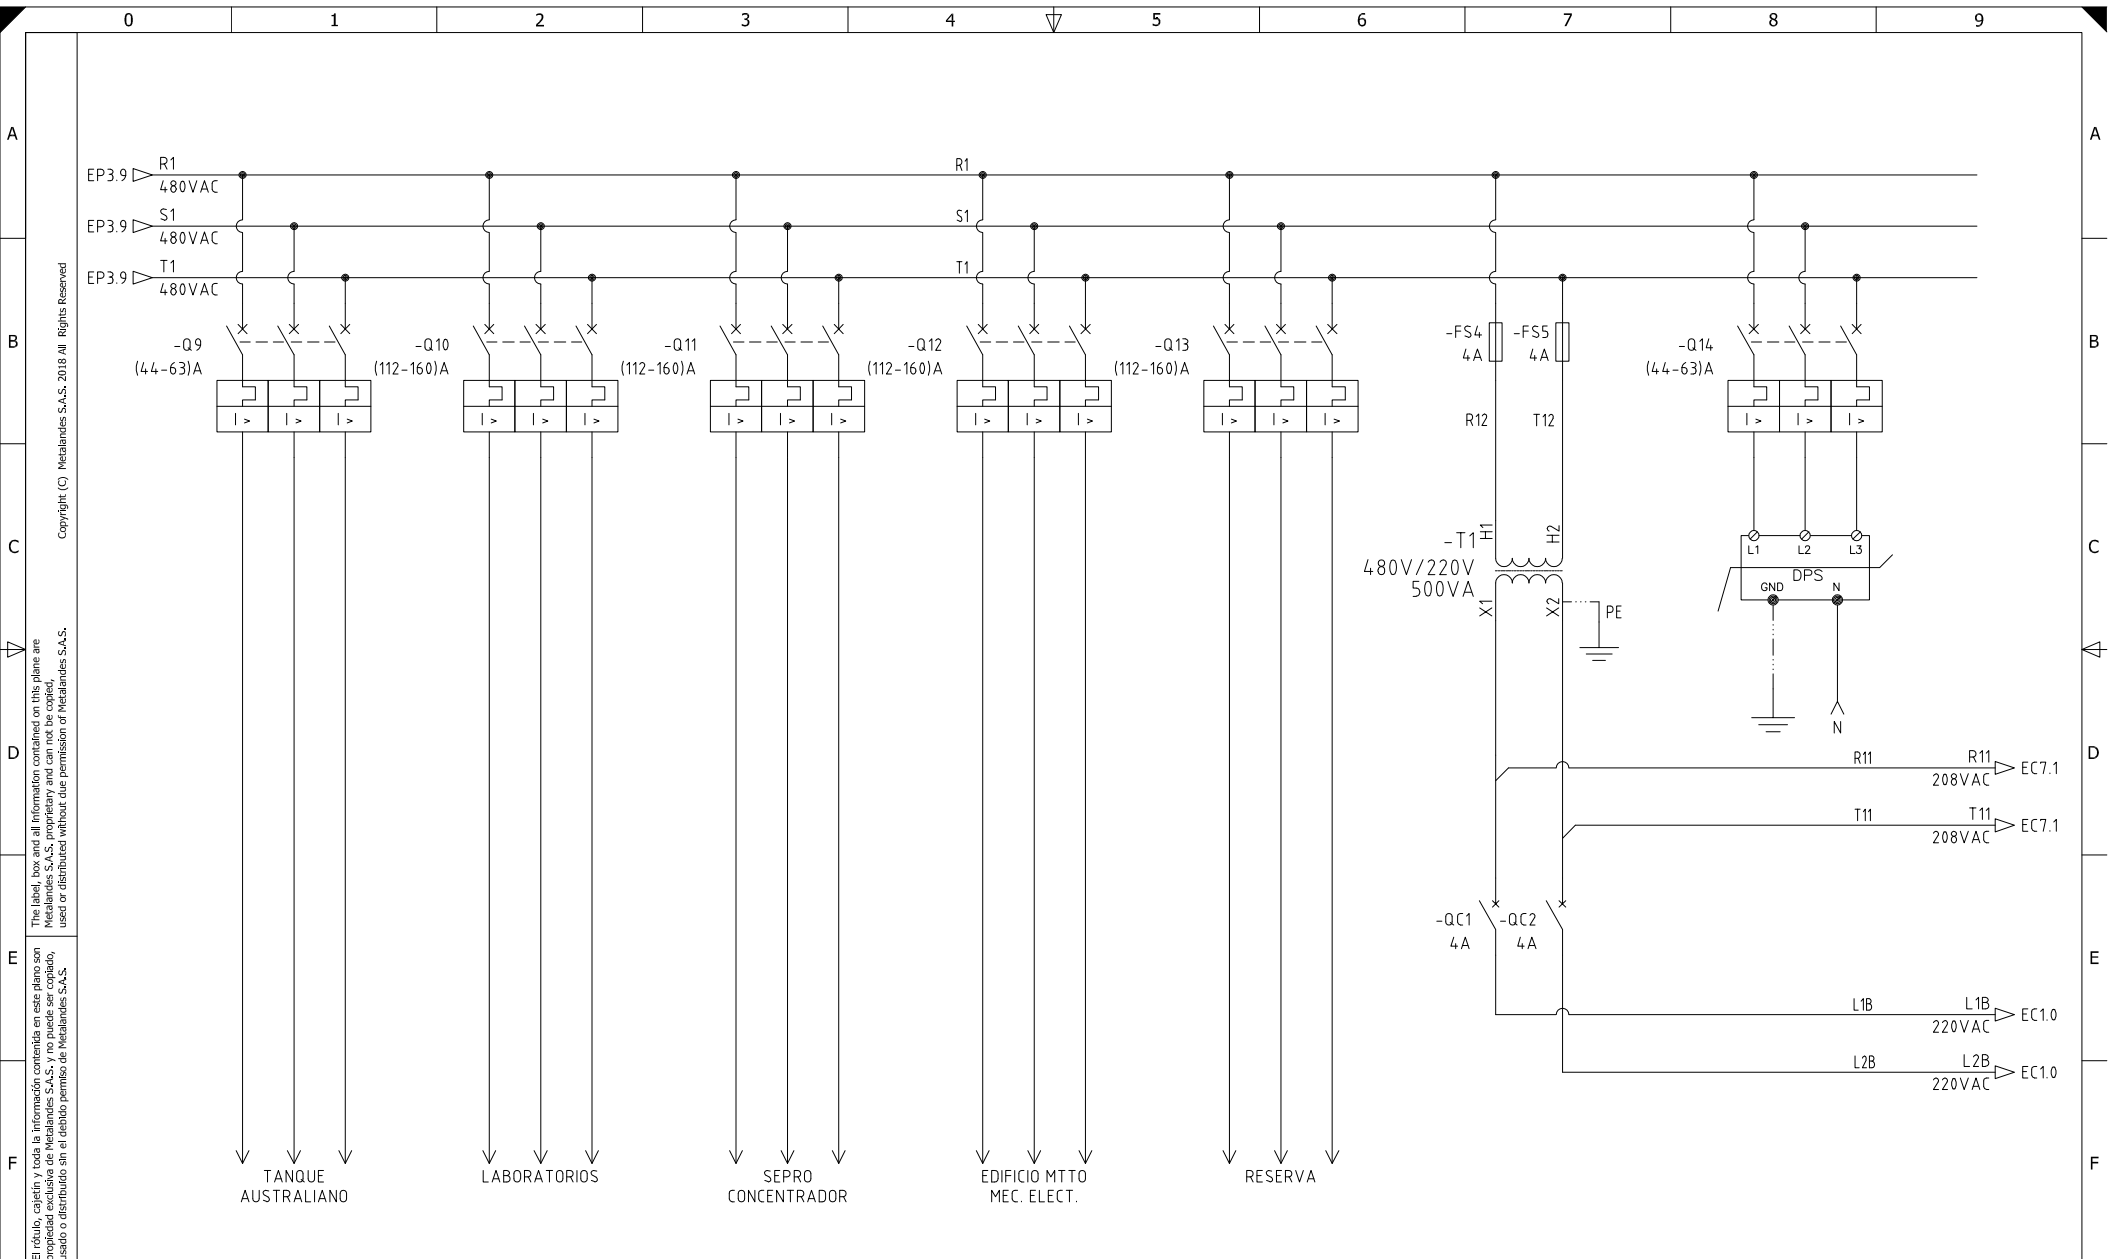 0 1 2 3 4 5 6 7 8 9
A A
R1 R1
EP3.9
480VAC
S1 S1
EP3.9
480VAC
T1 T1
EP3.9
480VAC
B B
-Q9 -Q10 -Q11 -Q12 -Q13 -FS4 -FS5 -Q14
(44-63)A (112-160)A (112-160)A (112-160)A (112-160)A 4A 4A (44-63)A
I > I > I > I > I > I > I > I > I > I > I > I > I > I > I > I > I > I >
R12 T12
C C
H1 H2
-T1
480V/220V
500VA
X1 X2
PE
L1 L2 L3
DPS
GND N
N
D D
R11 R11
EC7.1
208VAC
T11 T11
EC7.1
208VAC
E E
-QC1 -QC2
4A 4A
L1B L1B
EC1.0
220VAC
L2B L2B
EC1.0
220VAC
F F
TANQUE
AUSTRALIANO
LABORATORIOS
SEPRO
CONCENTRADOR
EDIFICIO MTTO
MEC. ELECT.
RESERVA
The label, box and all information contained on this plane are
Metalandes S.A.S. proprietary and can not be copied,
used or distributed without due permission of Metalandes S.A.S.
Copyright (C) Metalandes S.A.S. 2018 All Rights Reserved
El rótulo, cajetin y toda la información contenida en este plano son
propiedad exclusiva de Metalandes S.A.S. y no puede ser copiado,
usado o distribuido sin el debido permiso de Metalandes S.A.S.